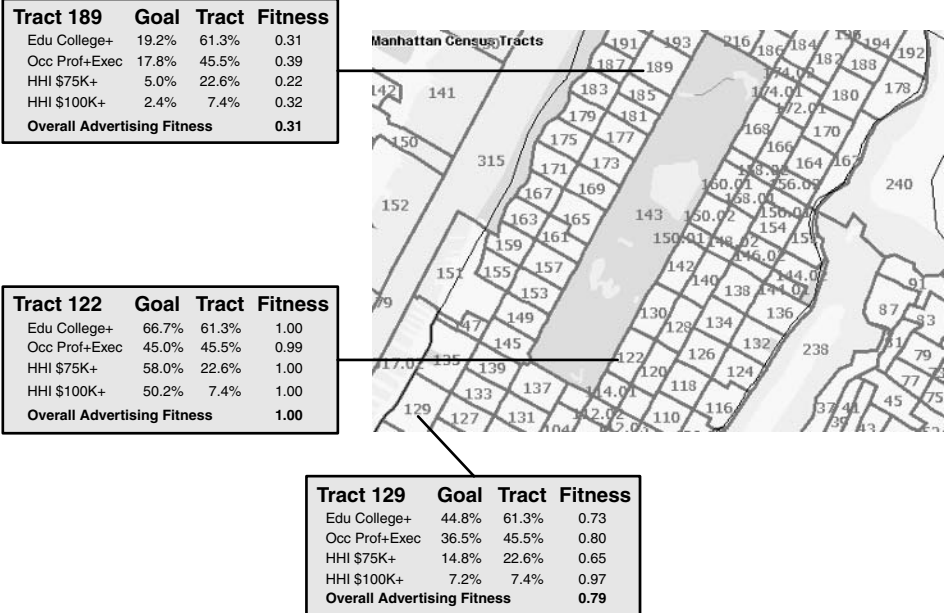 Tract 189 Goal Tract Fitness
Edu College+ 19.2% 61.3% 0.31
Occ Prof+Exec 17.8% 45.5% 0.39
HHI $75K+ 5.0% 22.6% 0.22
HHI $100K+ 2.4% 7.4% 0.32
Overall Advertising Fitness 0.31
Manhattan Census Tracts
191 193 216 186 184 194 192
187 189 182 188
142 141 183 185 174.02 174.01 180 178
179 181 172.01
150 175 177 168 170
315 171 173 166 164 167
167 169 160.01 156.02 240
152 158.01
163 165 143 150.02 154
159 161 150.01
151 155 157 142 146.02
153 140 138 144.02 91
149 130 136 87 83
147 145 128 134 238 81
135 139 122 126 132 79
133 137 120 118 124 77 75
129 127 131 114.01 110 116 37 41 45
112.02 39 43
Tract 122 Goal Tract Fitness
Edu College+ 66.7% 61.3% 1.00
Occ Prof+Exec 45.0% 45.5% 0.99
HHI $75K+ 58.0% 22.6% 1.00
HHI $100K+ 50.2% 7.4% 1.00
Overall Advertising Fitness 1.00
Tract 129 Goal Tract Fitness
Edu College+ 44.8% 61.3% 0.73
Occ Prof+Exec 36.5% 45.5% 0.80
HHI $75K+ 14.8% 22.6% 0.65
HHI $100K+ 7.2% 7.4% 0.97
Overall Advertising Fitness 0.79